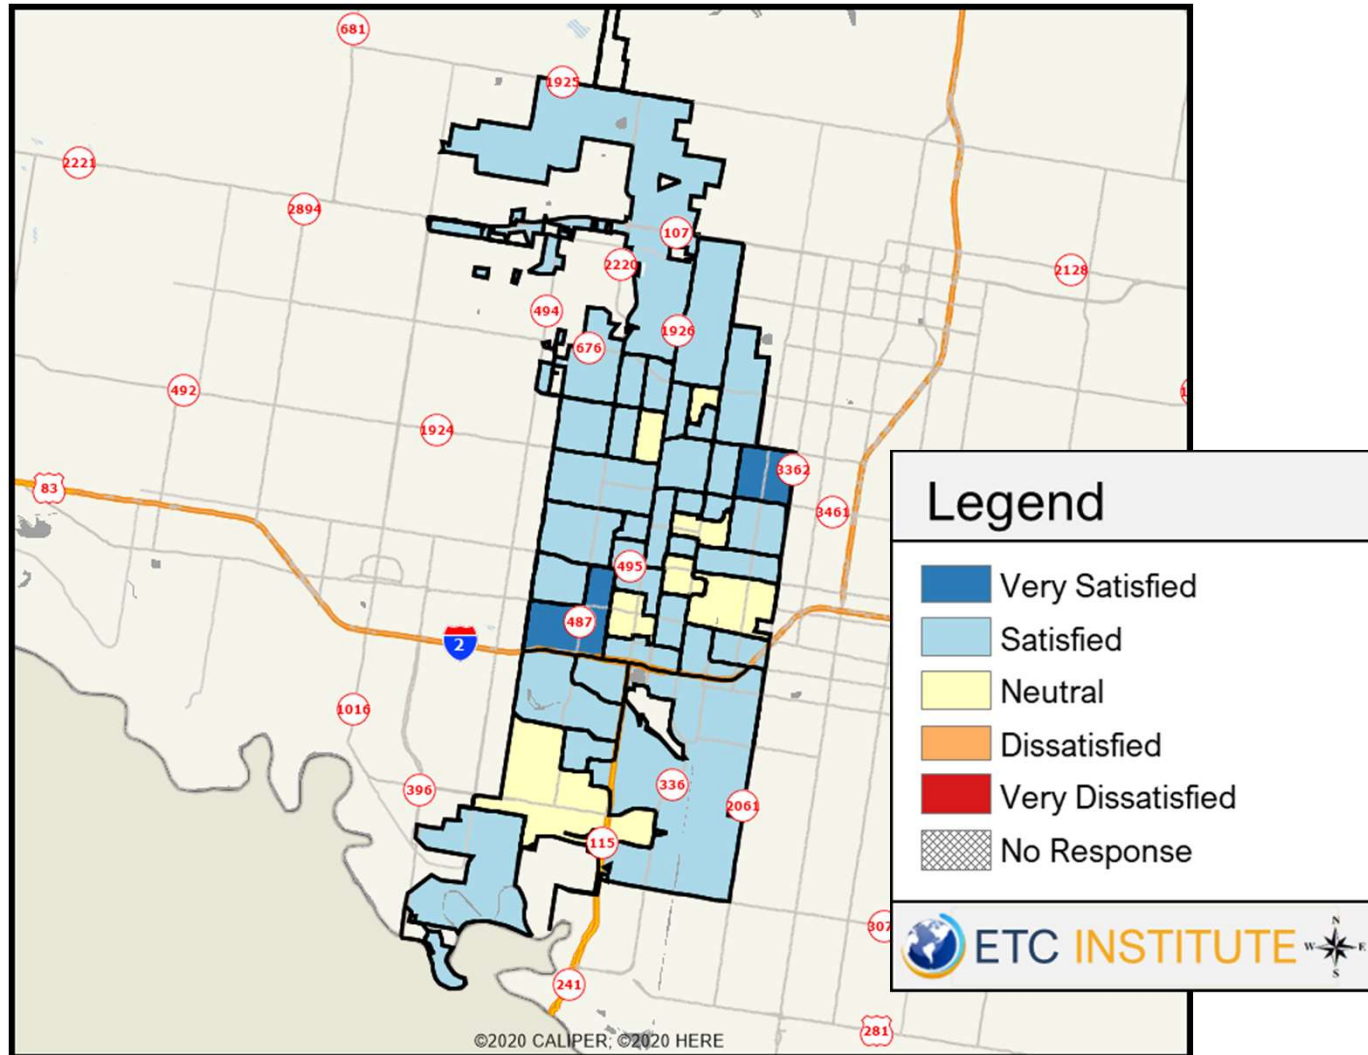 681
1925
2221
2894
107
2220
2128
494
1926
676
492
1924
3362
83
3461
495
487
2
1016
396
336
2061
115
307
241
281
Legend
Very Satisfied
Satisfied
Neutral
Dissatisfied
Very Dissatisfied
No Response
ETC INSTITUTE
N
W E
S
©2020 CALIPER; ©2020 HERE